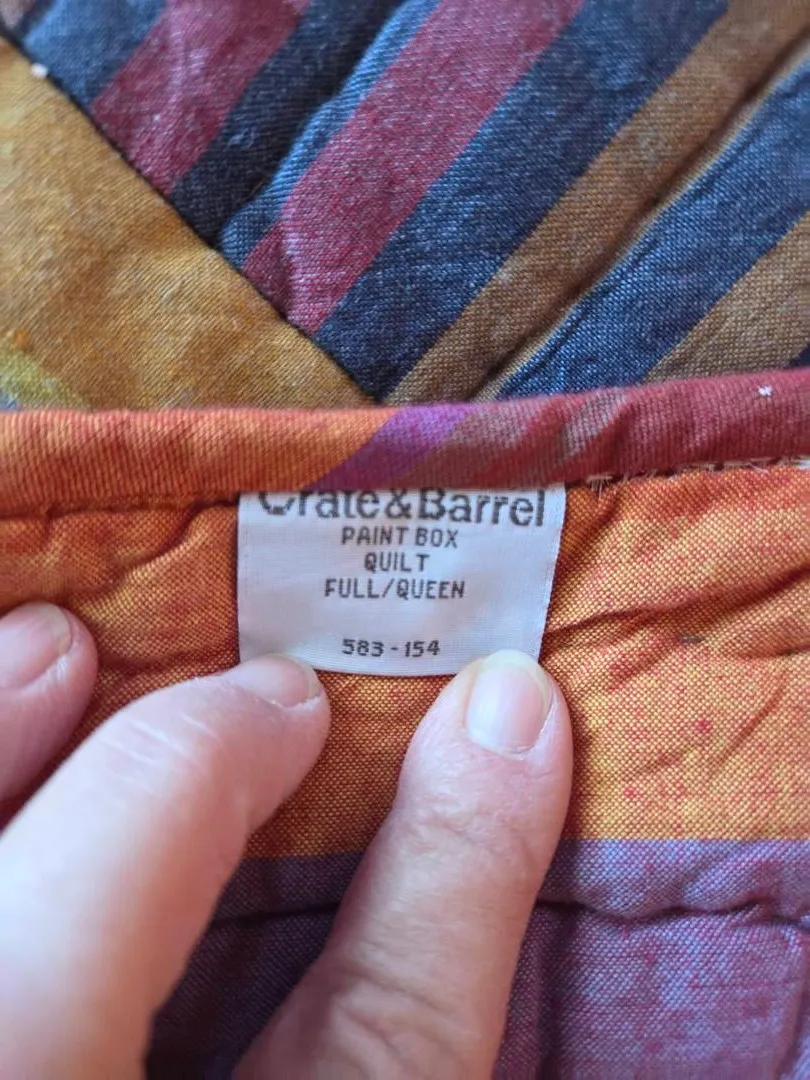 Crate&Barrel
PAINT BOX
QUILT
FULL/QUEEN
583-154